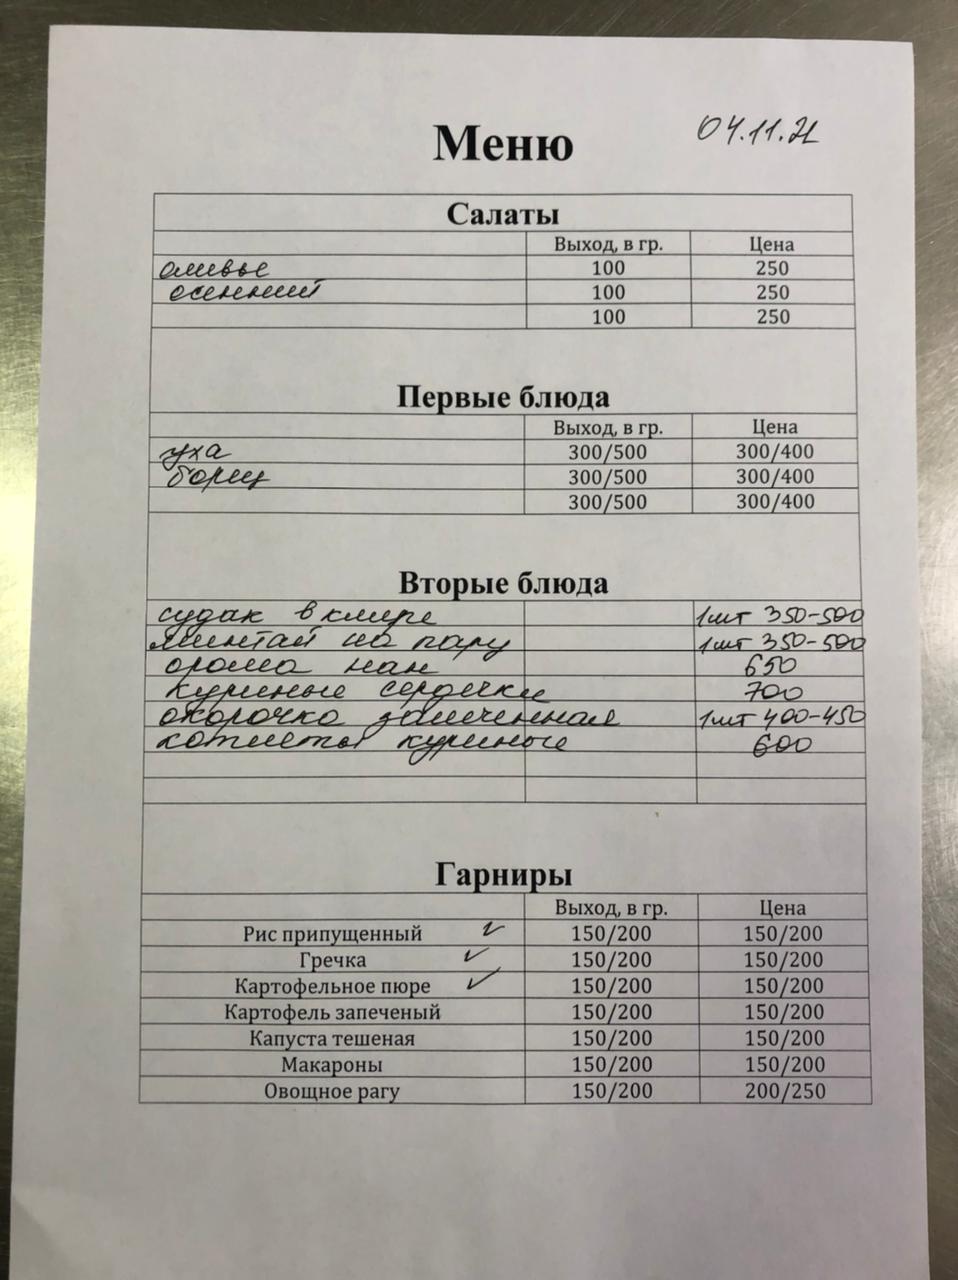 Меню 04.11.21
Салаты
Выход, в гр. Цена
оливье 100 250
осенний 100 250
100 250
Первые блюда
Выход, в гр. Цена
уха 300/500 300/400
борщ 300/500 300/400
300/500 300/400
Вторые блюда
судак в кляре 1шт 350-500
минтай на пару 1шт 350-500
650
куриные сердечки 700
окорочка запеченная 1шт 400-450
котлеты куриные 600
Гарниры
Выход, в гр. Цена
Рис припущенный 150/200 150/200
Гречка 150/200 150/200
Картофельное пюре 150/200 150/200
Картофель запеченый 150/200 150/200
Капуста тешеная 150/200 150/200
Макароны 150/200 150/200
Овощное рагу 150/200 200/250